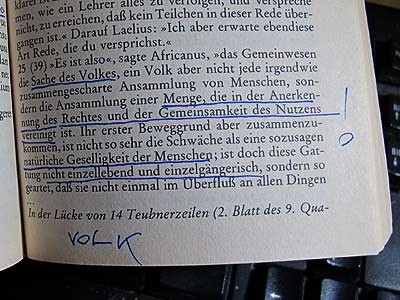 men, wie ein Lehrer alles zu verfolgen, und verspreche
nicht, zu erreichen, daß kein Teilchen in dieser Rede über-
gangen ist.« Darauf Laelius: »Ich aber erwarte ebendiese
Art Rede, die du versprichst.«
25 (39) »Es ist also«, sagte Africanus, »das Gemeinwesen
die Sache des Volkes, ein Volk aber nicht jede irgendwie
zusammengescharte Ansammlung von Menschen, son-
dern die Ansammlung einer Menge, die in der Anerken-
nung des Rechtes und der Gemeinsamkeit des Nutzens
vereinigt ist. Ihr erster Beweggrund aber zusammenzu-
kommen, ist nicht so sehr die Schwäche als eine sozusagen
natürliche Geselligkeit der Menschen; ist doch diese Gat-
tung nicht einzellebend und einzelgängerisch, sondern so
geartet, daß sie nicht einmal im Überfluß an allen Dingen
...
In der Lücke von 14 Teubnerzeilen (2. Blatt des 9. Qua-
VOLK
!